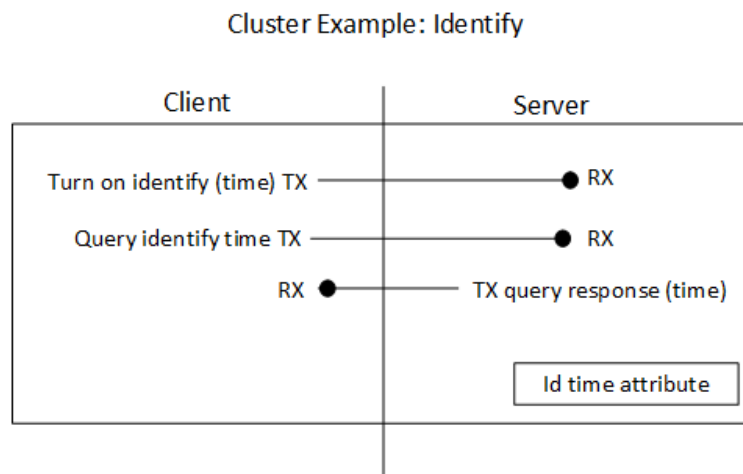 Cluster Example: Identify
Client
Server
Turn on identify (time) TX
RX
Query identify time TX
RX
RX
TX query response (time)
Id time attribute